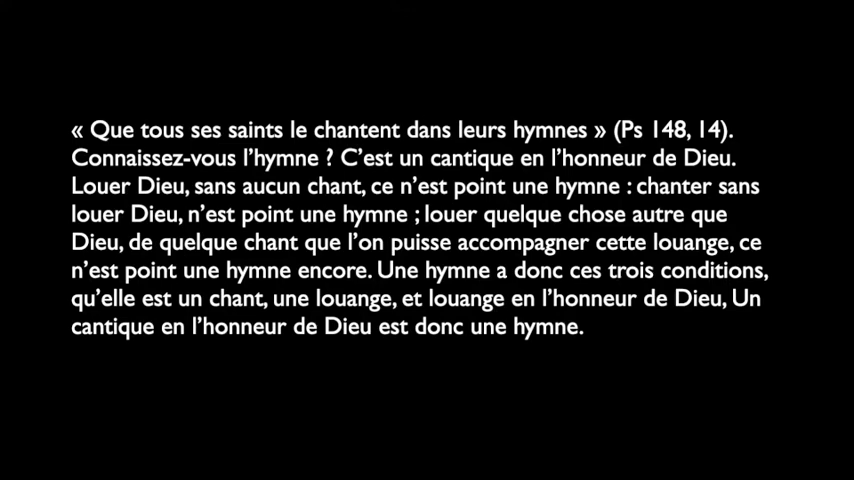 « Que tous ses saints le chantent dans leurs hymnes » (Ps 148, 14).
Connaissez-vous l’hymne ? C’est un cantique en l’honneur de Dieu.
Louer Dieu, sans aucun chant, ce n’est point une hymne : chanter sans
louer Dieu, n’est point une hymne ; louer quelque chose autre que
Dieu, de quelque chant que l’on puisse accompagner cette louange, ce
n’est point une hymne encore. Une hymne a donc ces trois conditions,
qu’elle est un chant, une louange, et louange en l’honneur de Dieu, Un
cantique en l’honneur de Dieu est donc une hymne.